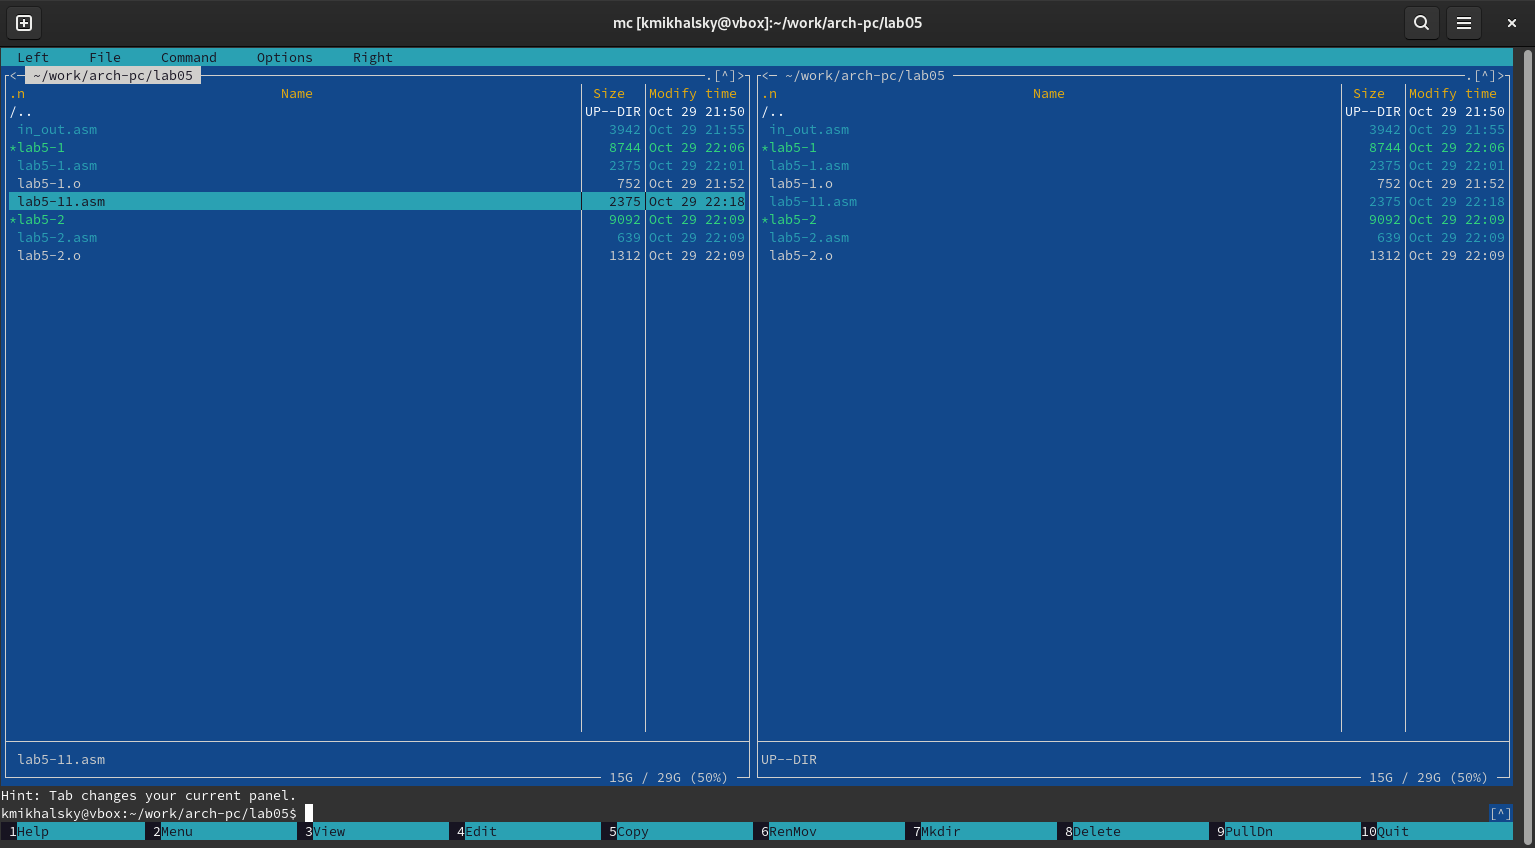 mc [kmikhalsky@vbox]:~/work/arch-pc/lab05
Left File Command Options Right
<─ ~/work/arch-pc/lab05 .[^]>
.n Name Size Modify time
/.. UP--DIR Oct 29 21:50
in_out.asm 3942 Oct 29 21:55
*lab5-1 8744 Oct 29 22:06
lab5-1.asm 2375 Oct 29 22:01
lab5-1.o 752 Oct 29 21:52
lab5-11.asm 2375 Oct 29 22:18
*lab5-2 9092 Oct 29 22:09
lab5-2.asm 639 Oct 29 22:09
lab5-2.o 1312 Oct 29 22:09
lab5-11.asm
15G / 29G (50%)
<─ ~/work/arch-pc/lab05 .[^]>
.n Name Size Modify time
/.. UP--DIR Oct 29 21:50
in_out.asm 3942 Oct 29 21:55
*lab5-1 8744 Oct 29 22:06
lab5-1.asm 2375 Oct 29 22:01
lab5-1.o 752 Oct 29 21:52
lab5-11.asm 2375 Oct 29 22:18
*lab5-2 9092 Oct 29 22:09
lab5-2.asm 639 Oct 29 22:09
lab5-2.o 1312 Oct 29 22:09
UP--DIR
15G / 29G (50%)
Hint: Tab changes your current panel.
kmikhalsky@vbox:~/work/arch-pc/lab05$ [^]
1Help 2Menu 3View 4Edit 5Copy 6RenMov 7Mkdir 8Delete 9PullDn 10Quit